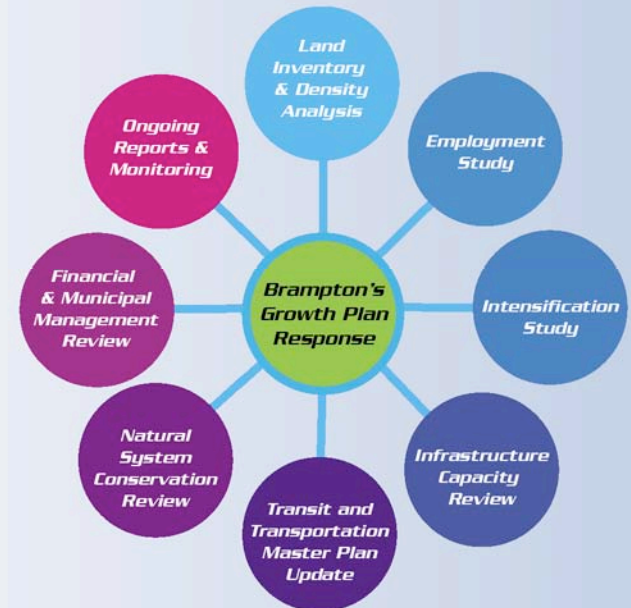 Land
Inventory
& Density
Analysis
Employment
Study
Intensification
Study
Infrastructure
Capacity
Review
Transit and
Transportation
Master Plan
Update
Natural
System
Conservation
Review
Financial
& Municipal
Management
Review
Ongoing
Reports &
Monitoring
Brampton's
Growth Plan
Response